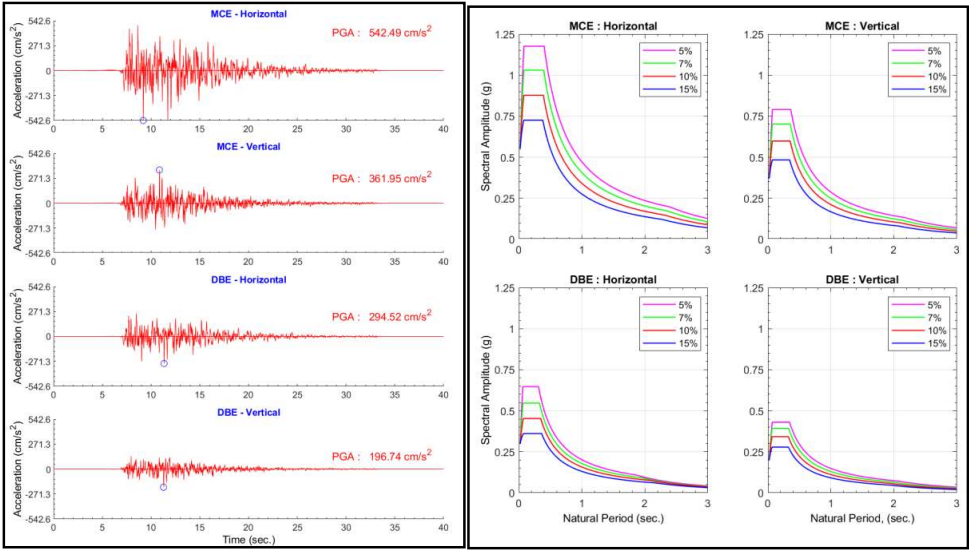 MCE - Horizontal
PGA : 542.49 cm/s²
Acceleration (cm/s²)
542.6
271.3
0
-271.3
-542.6
0 5 10 15 20 25 30 35 40
MCE - Vertical
PGA : 361.95 cm/s²
Acceleration (cm/s²)
542.6
271.3
0
-271.3
-542.6
0 5 10 15 20 25 30 35 40
DBE - Horizontal
PGA : 294.52 cm/s²
Acceleration (cm/s²)
542.6
271.3
0
-271.3
-542.6
0 5 10 15 20 25 30 35 40
DBE - Vertical
PGA : 196.74 cm/s²
Acceleration (cm/s²)
542.6
271.3
0
-271.3
-542.6
0 5 10 15 20 25 30 35 40
Time (sec.)
MCE : Horizontal
5%
7%
10%
15%
Spectral Amplitude (g)
1.25
1
0.75
0.5
0.25
0
0 1 2 3
MCE : Vertical
5%
7%
10%
15%
1.25
1
0.75
0.5
0.25
0
0 1 2 3
DBE : Horizontal
5%
7%
10%
15%
Spectral Amplitude (g)
1.25
1
0.75
0.5
0.25
0
0 1 2 3
Natural Period (sec.)
DBE : Vertical
5%
7%
10%
15%
1.25
1
0.75
0.5
0.25
0
0 1 2 3
Natural Period, (sec.)